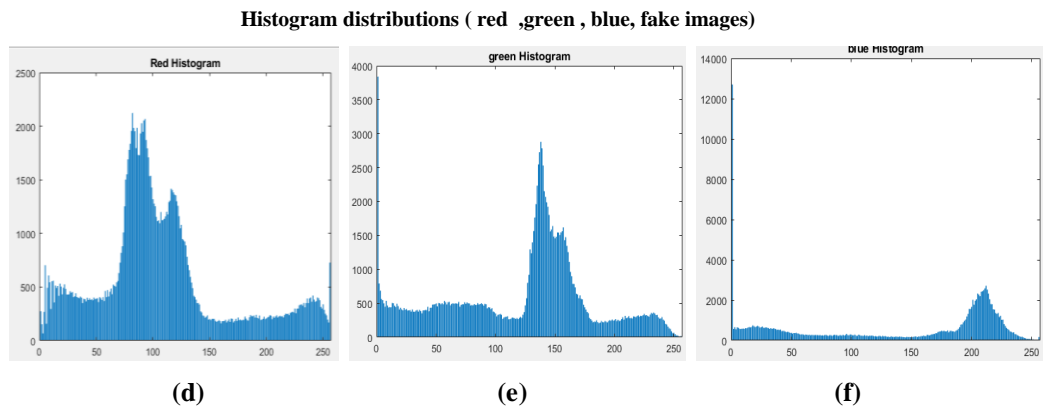 Histogram distributions ( red ,green , blue, fake images)
Red Histogram
2500
2000
1500
1000
500
0
0 50 100 150 200 250
(d)
green Histogram
4000
3500
3000
2500
2000
1500
1000
500
0
0 50 100 150 200 250
(e)
blue Histogram
14000
12000
10000
8000
6000
4000
2000
0
0 50 100 150 200 250
(f)